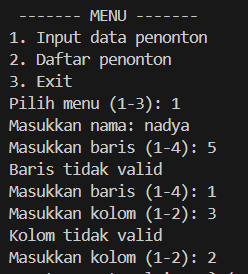 ------- MENU -------
1. Input data penonton
2. Daftar penonton
3. Exit
Pilih menu (1-3): 1
Masukkan nama: nadya
Masukkan baris (1-4): 5
Baris tidak valid
Masukkan baris (1-4): 1
Masukkan kolom (1-2): 3
Kolom tidak valid
Masukkan kolom (1-2): 2